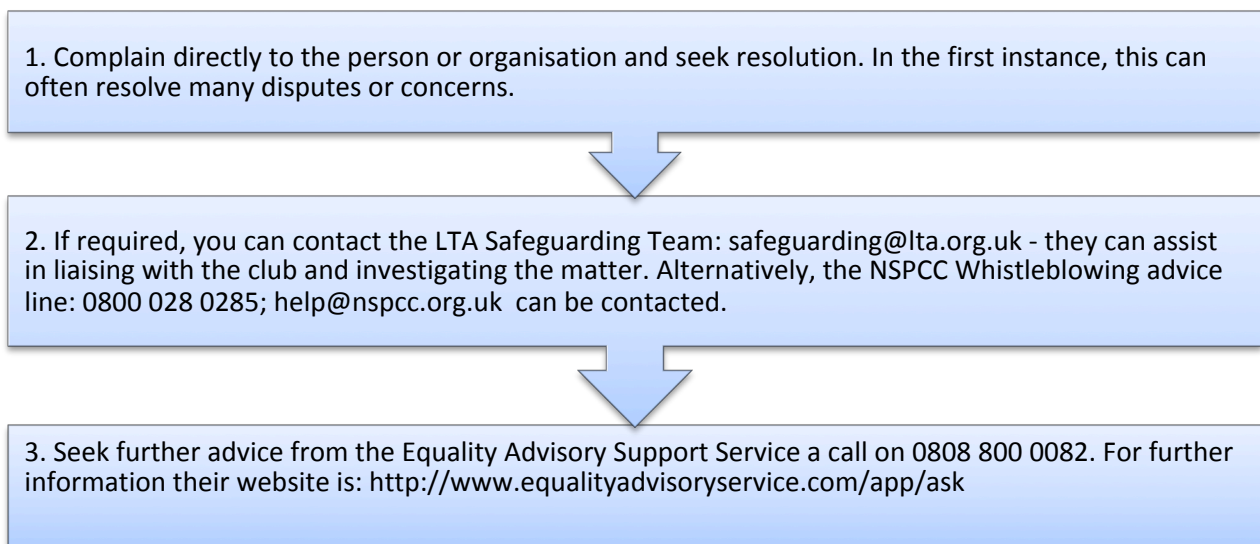 1. Complain directly to the person or organisation and seek resolution. In the first instance, this can
often resolve many disputes or concerns.
2. If required, you can contact the LTA Safeguarding Team: safeguarding@lta.org.uk - they can assist
in liaising with the club and investigating the matter. Alternatively, the NSPCC Whistleblowing advice
line: 0800 028 0285; help@nspcc.org.uk  can be contacted.
3. Seek further advice from the Equality Advisory Support Service a call on 0808 800 0082. For further
information their website is: http://www.equalityadvisoryservice.com/app/ask